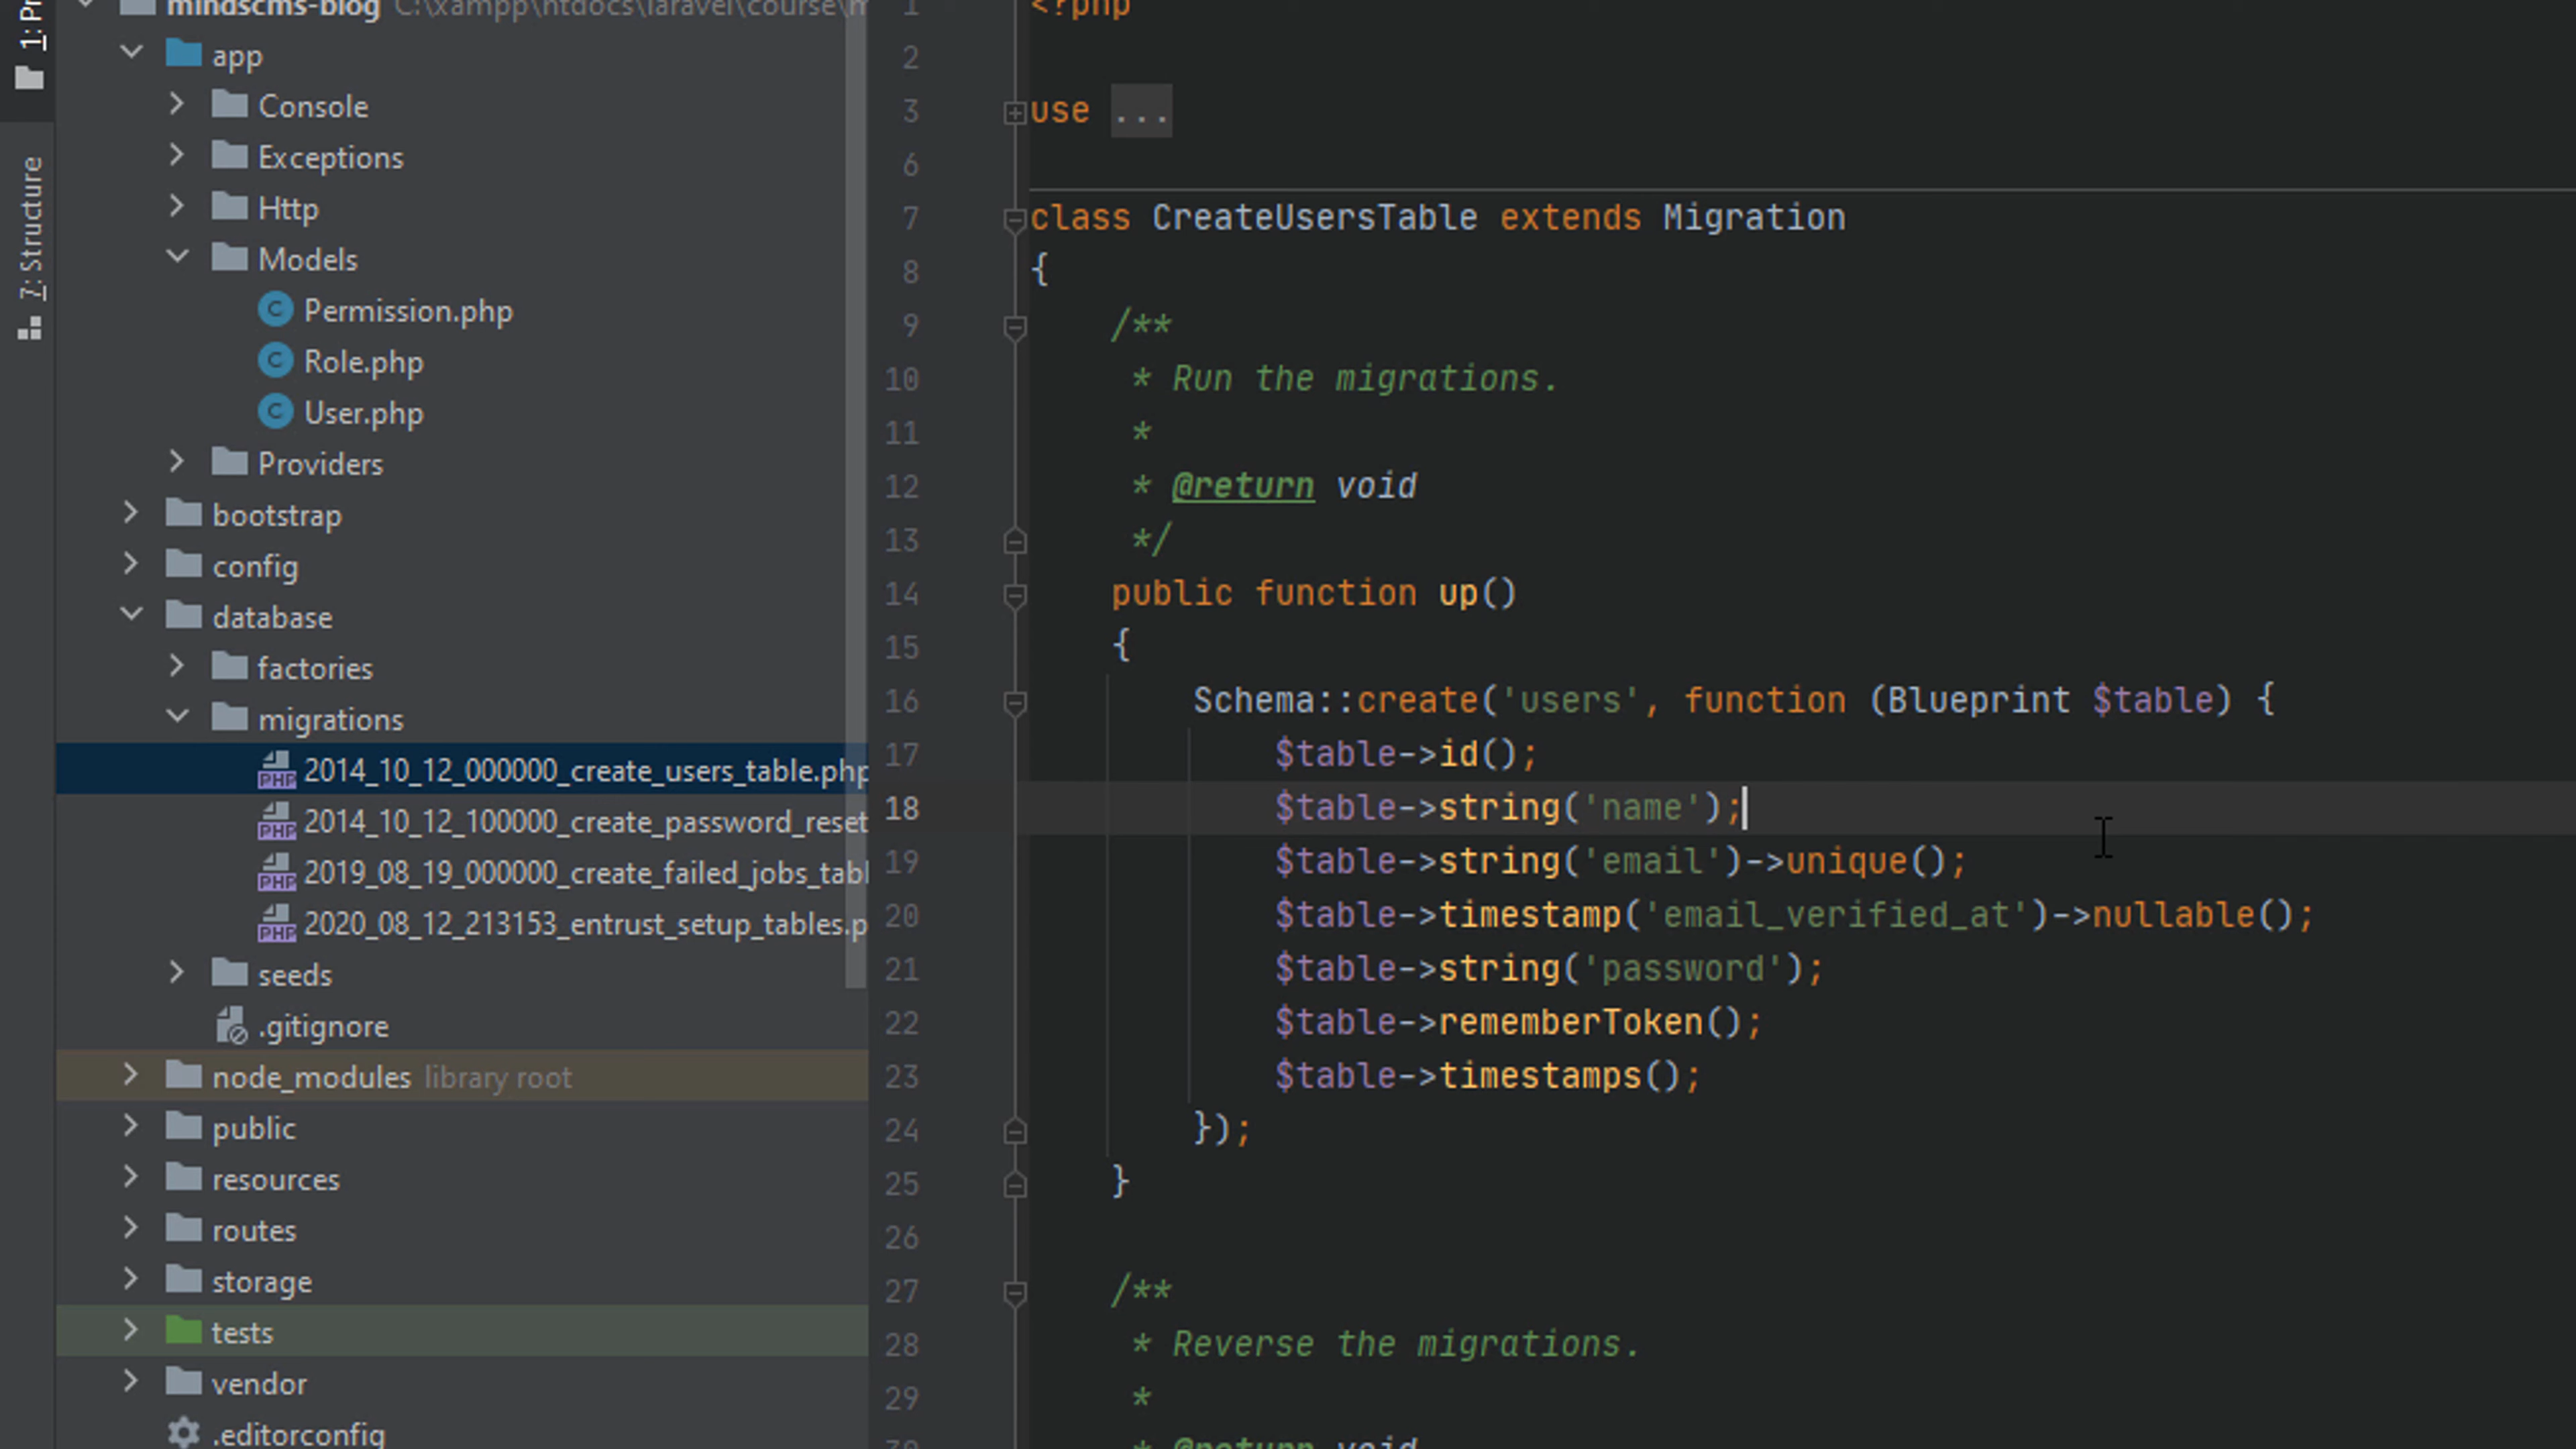 1: Pr
7: Structure
mindscms-blog C:\xampp\htdocs\laravel\course\m
app
Console
Exceptions
Http
Models
Permission.php
Role.php
User.php
Providers
bootstrap
config
database
factories
migrations
2014_10_12_000000_create_users_table.php
2014_10_12_100000_create_password_reset
2019_08_19_000000_create_failed_jobs_tabl
2020_08_12_213153_entrust_setup_tables.p
seeds
.gitignore
node_modules library root
public
resources
routes
storage
tests
vendor
.editorconfig
1 <?php
2
3 use ...
6
7 class CreateUsersTable extends Migration
8 {
9 /**
10 * Run the migrations.
11 *
12 * @return void
13 */
14 public function up()
15 {
16 Schema::create('users', function (Blueprint $table) {
17 $table->id();
18 $table->string('name');
19 $table->string('email')->unique();
20 $table->timestamp('email_verified_at')->nullable();
21 $table->string('password');
22 $table->rememberToken();
23 $table->timestamps();
24 });
25 }
26
27 /**
28 * Reverse the migrations.
29 *
30 * @return void